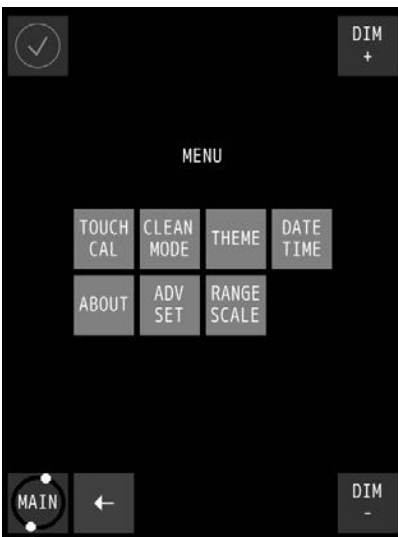 DIM
+
MENU
TOUCH CAL
CLEAN MODE
THEME
DATE TIME
ABOUT
ADV SET
RANGE SCALE
MAIN
←
DIM
-